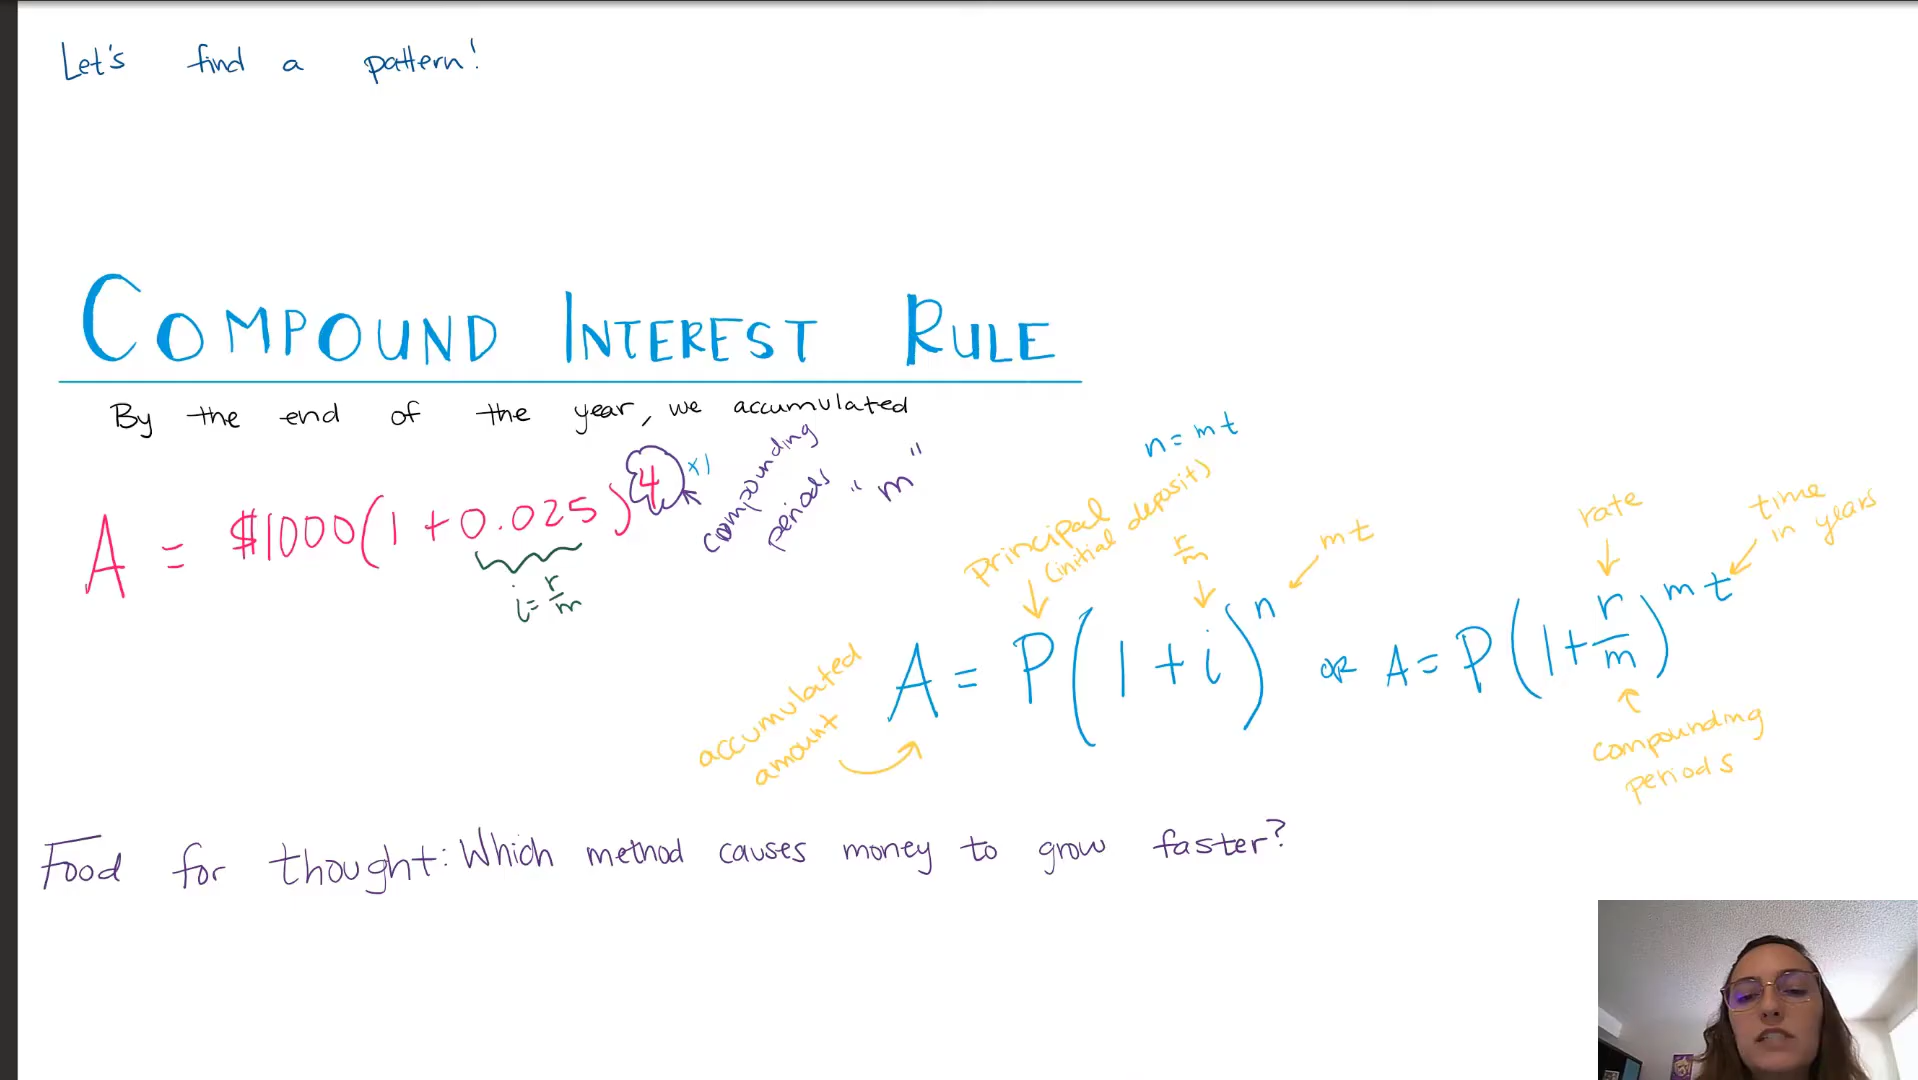 Let's find a pattern!
COMPOUND INTEREST RULE
By the end of the year, we accumulated
A = $1000(1 + 0.025)^4 x1
i = r/m
compounding
periods "m"
n = mt
principal
(initial deposit)
r/m
mt
accumulated
amount
A = P(1 + i)^n or A = P(1 + r/m)^mt
rate
time
in years
compounding
periods
Food for thought: Which method causes money to grow faster?